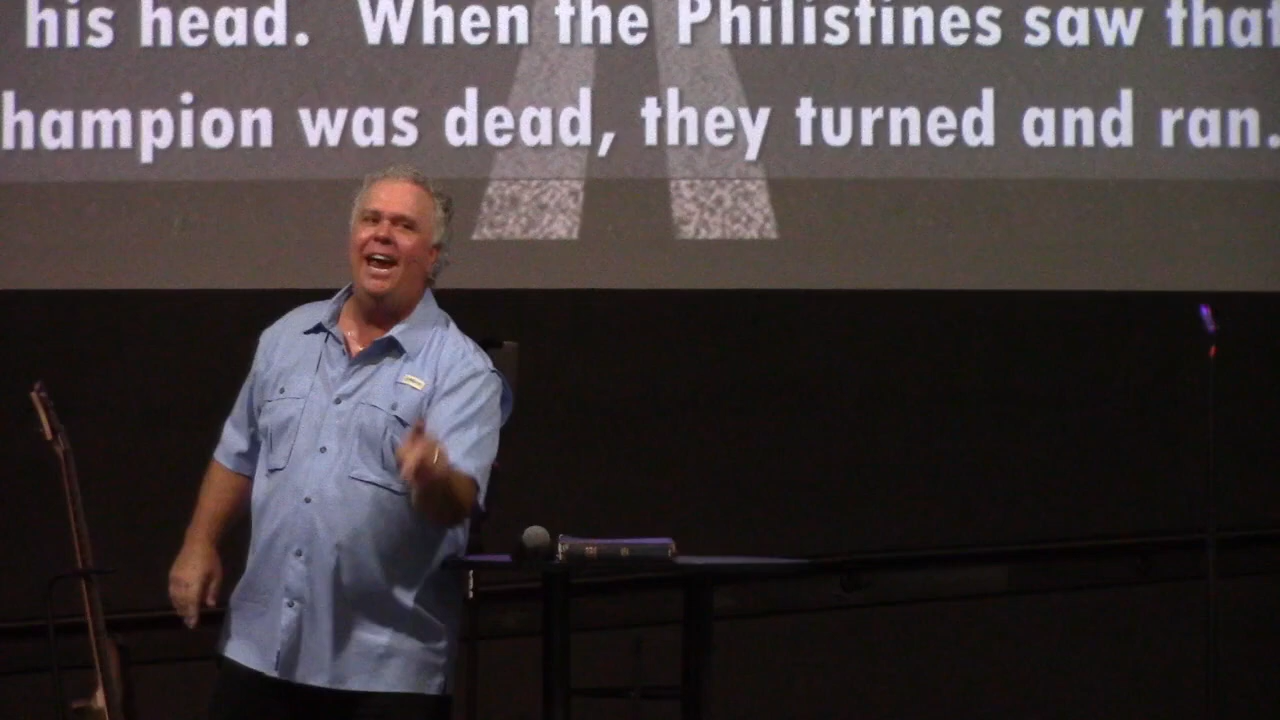 his head. When the Philistines saw that
hampion was dead, they turned and ran.